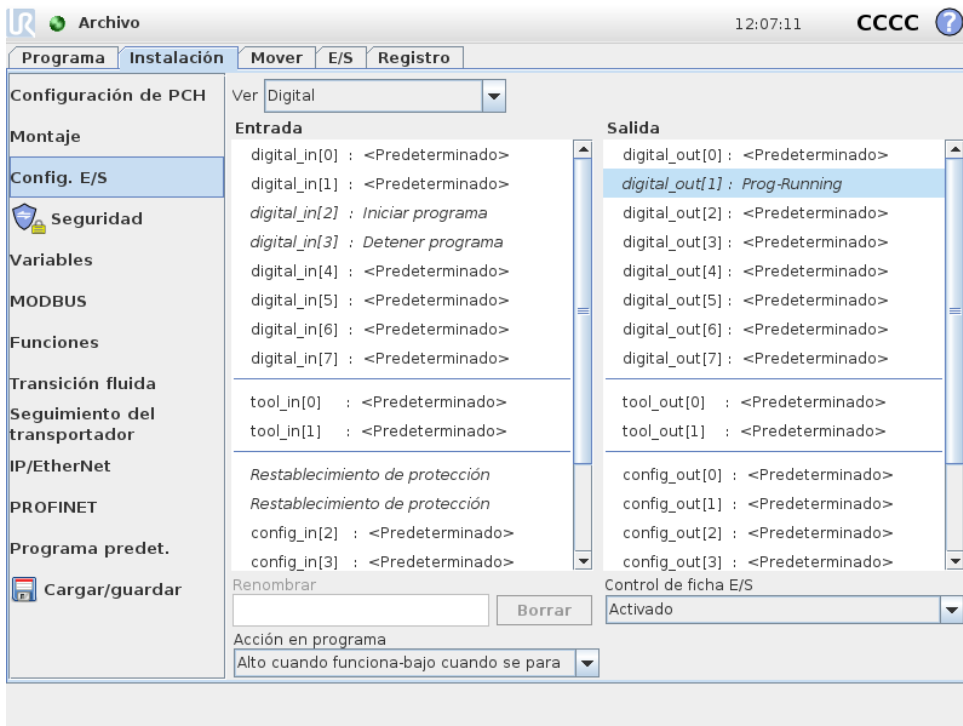 UR Archivo 12:07:11 CCCC ?
Programa Instalación Mover E/S Registro
Configuración de PCH
Montaje
Config. E/S
Seguridad
Variables
MODBUS
Funciones
Transición fluida
Seguimiento del
transportador
IP/EtherNet
PROFINET
Programa predet.
Cargar/guardar
Ver Digital
Entrada
digital_in[0] : <Predeterminado>
digital_in[1] : <Predeterminado>
digital_in[2] : Iniciar programa
digital_in[3] : Detener programa
digital_in[4] : <Predeterminado>
digital_in[5] : <Predeterminado>
digital_in[6] : <Predeterminado>
digital_in[7] : <Predeterminado>
tool_in[0] : <Predeterminado>
tool_in[1] : <Predeterminado>
Restablecimiento de protección
Restablecimiento de protección
config_in[2] : <Predeterminado>
config_in[3] : <Predeterminado>
Salida
digital_out[0] : <Predeterminado>
digital_out[1] : Prog-Running
digital_out[2] : <Predeterminado>
digital_out[3] : <Predeterminado>
digital_out[4] : <Predeterminado>
digital_out[5] : <Predeterminado>
digital_out[6] : <Predeterminado>
digital_out[7] : <Predeterminado>
tool_out[0] : <Predeterminado>
tool_out[1] : <Predeterminado>
config_out[0] : <Predeterminado>
config_out[1] : <Predeterminado>
config_out[2] : <Predeterminado>
config_out[3] : <Predeterminado>
Renombrar
Borrar
Acción en programa
Alto cuando funciona-bajo cuando se para
Control de ficha E/S
Activado